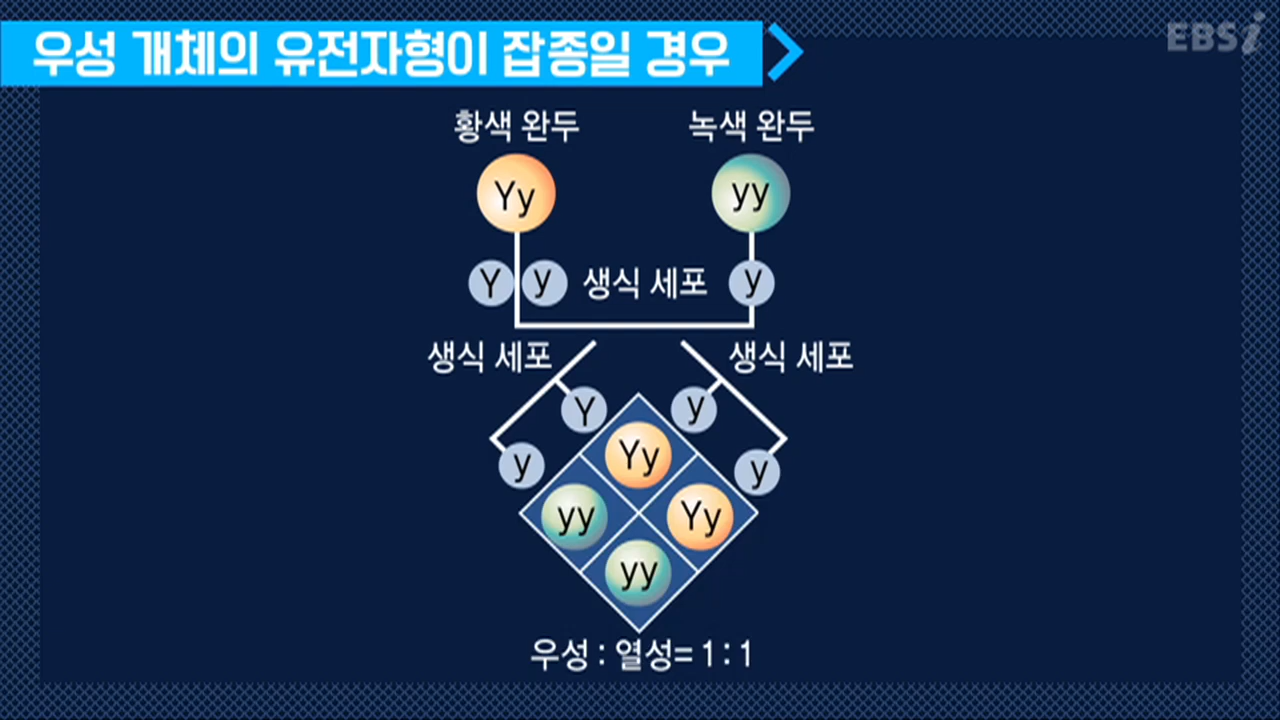 우성 개체의 유전자형이 잡종일 경우
EBSi
황색 완두 녹색 완두
Yy yy
Y y 생식 세포 y
생식 세포 생식 세포
Y y
Yy
y y
yy Yy
yy
우성 : 열성= 1 : 1